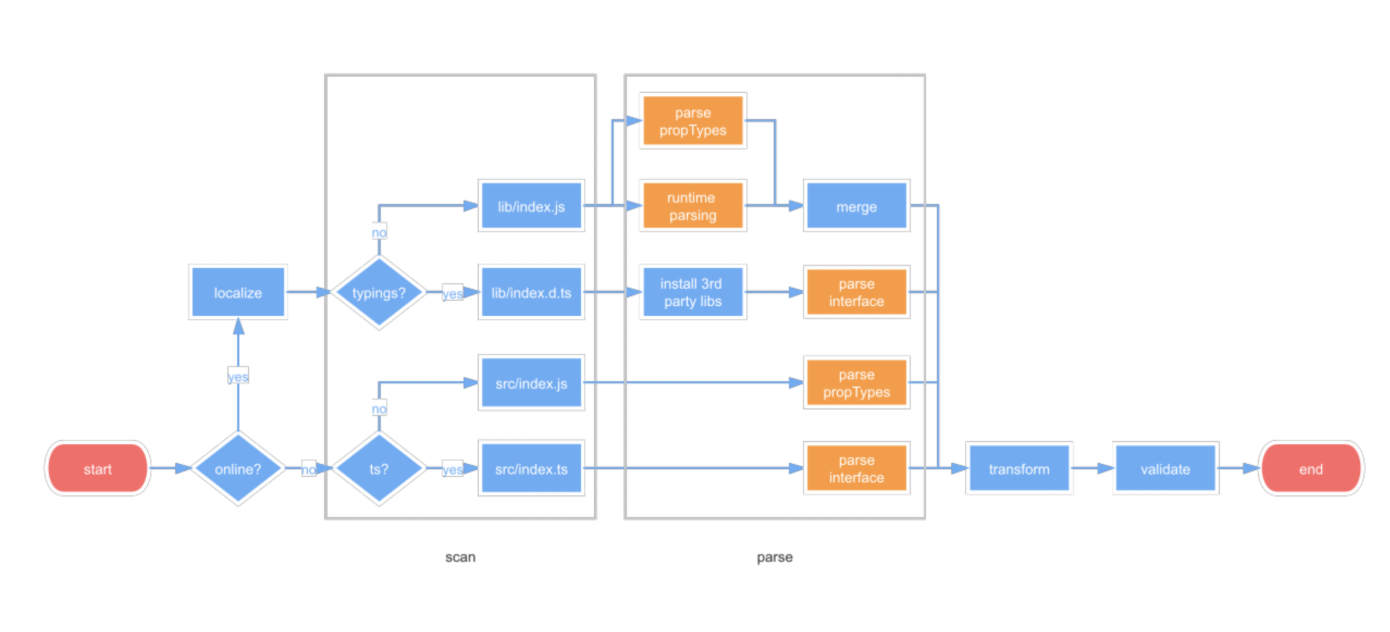 parse
propTypes
no
lib/index.js
runtime
parsing
merge
localize
typings?
yes
lib/index.d.ts
install 3rd
party libs
parse
interface
yes
no
src/index.js
parse
propTypes
start
online?
no
ts?
yes
src/index.ts
parse
interface
transform
validate
end
scan
parse